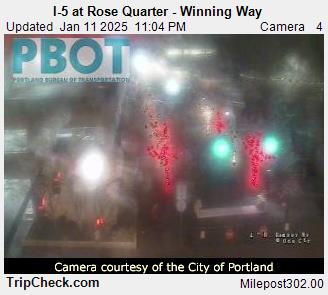 I-5 at Rose Quarter - Winning Way
Updated Jan 11 2025 11:04 PM Camera 4
PBOT
PORTLAND BUREAU OF TRANSPORTATION
Camera courtesy of the City of Portland
TripCheck.com Milepost302.00